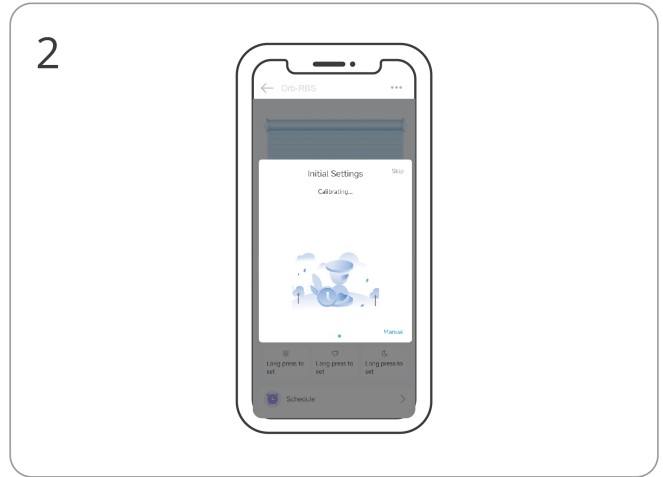 2
Orb-RBS
Initial Settings
Skip
Calibrating...
Manual
Long press to set
Long press to set
Long press to set
Schedule